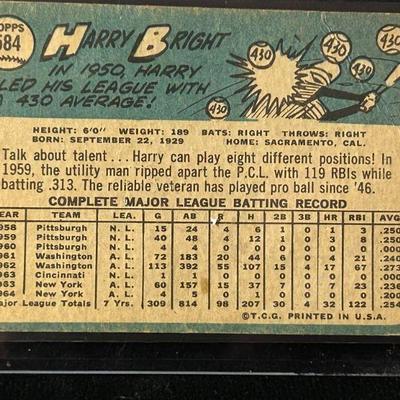 TOPPS
584
HARRY BRIGHT
IN 1950, HARRY
LED HIS LEAGUE WITH
A 430 AVERAGE!
430 430 430 430 430
HEIGHT: 6'0" WEIGHT: 189 BATS: RIGHT THROWS: RIGHT
BORN: SEPTEMBER 22, 1929 HOME: SACRAMENTO, CAL.
Talk about talent... Harry can play eight different positions! In
1959, the utility man ripped apart the P.C.L. with 119 RBIs while
batting .313. The reliable veteran has played pro ball since '46.
COMPLETE MAJOR LEAGUE BATTING RECORD
YEAR TEAM LEA. G AB R H 2B 3B HR RBI AVG
958 Pittsburgh N.L. 15 24 4 6 1 0 1 3 .250
959 Pittsburgh N.L. 40 48 4 12 1 0 3 8 .250
960 Pittsburgh N.L. 4 4 0 0 0 0 0 0 .000
961 Washington A.L. 72 183 20 44 6 0 4 21 .240
962 Washington A.L. 113 392 55 107 15 4 17 67 .273
963 Cincinnati N.L. 1 1 0 0 0 0 0 0 .000
963 New York A.L. 60 157 15 37 7 0 7 23 .236
964 New York A.L. 4 5 0 1 0 0 0 0 .200
Major League Totals 7 Yrs. 309 814 98 207 30 4 32 122 .254
©T.C.G. PRINTED IN U.S.A.